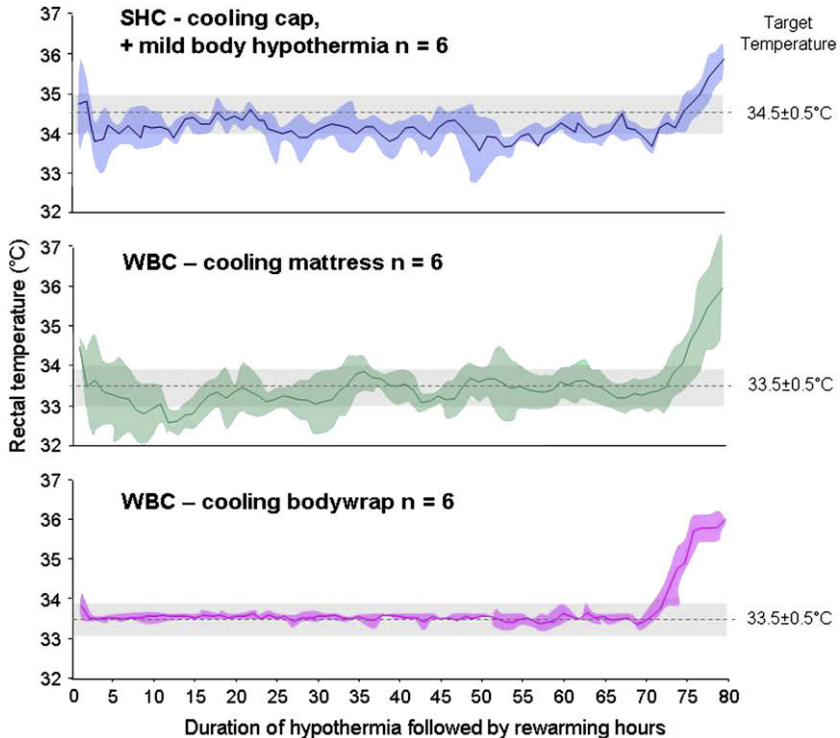 SHC - cooling cap,
+ mild body hypothermia n = 6
Target
Temperature
37
36
35
34
33
32
34.5±0.5°C
WBC – cooling mattress n = 6
37
36
35
34
33
32
33.5±0.5°C
Rectal temperature (°C)
WBC – cooling bodywrap n = 6
37
36
35
34
33
32
33.5±0.5°C
0 5 10 15 20 25 30 35 40 45 50 55 60 65 70 75 80
Duration of hypothermia followed by rewarming hours